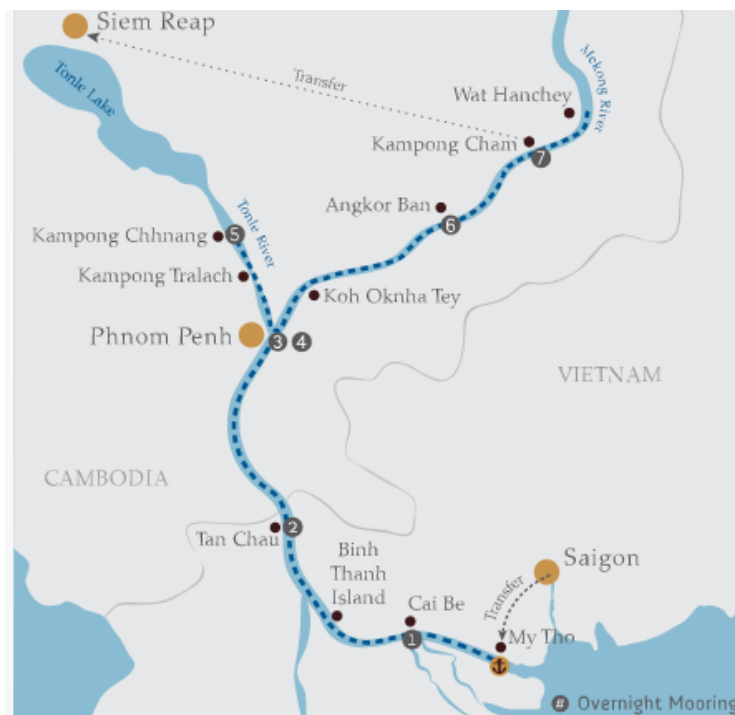 Siem Reap
Tonle Lake
Transfer
Mekong River
Wat Hanchey
Kampong Cham
7
Angkor Ban
6
Tonle River
Kampong Chhnang
5
Kampong Tralach
Koh Oknha Tey
Phnom Penh
3 4
VIETNAM
CAMBODIA
2
Tan Chau
Binh
Thanh
Island
Saigon
Transfer
Cai Be
1
My Tho
# Overnight Mooring